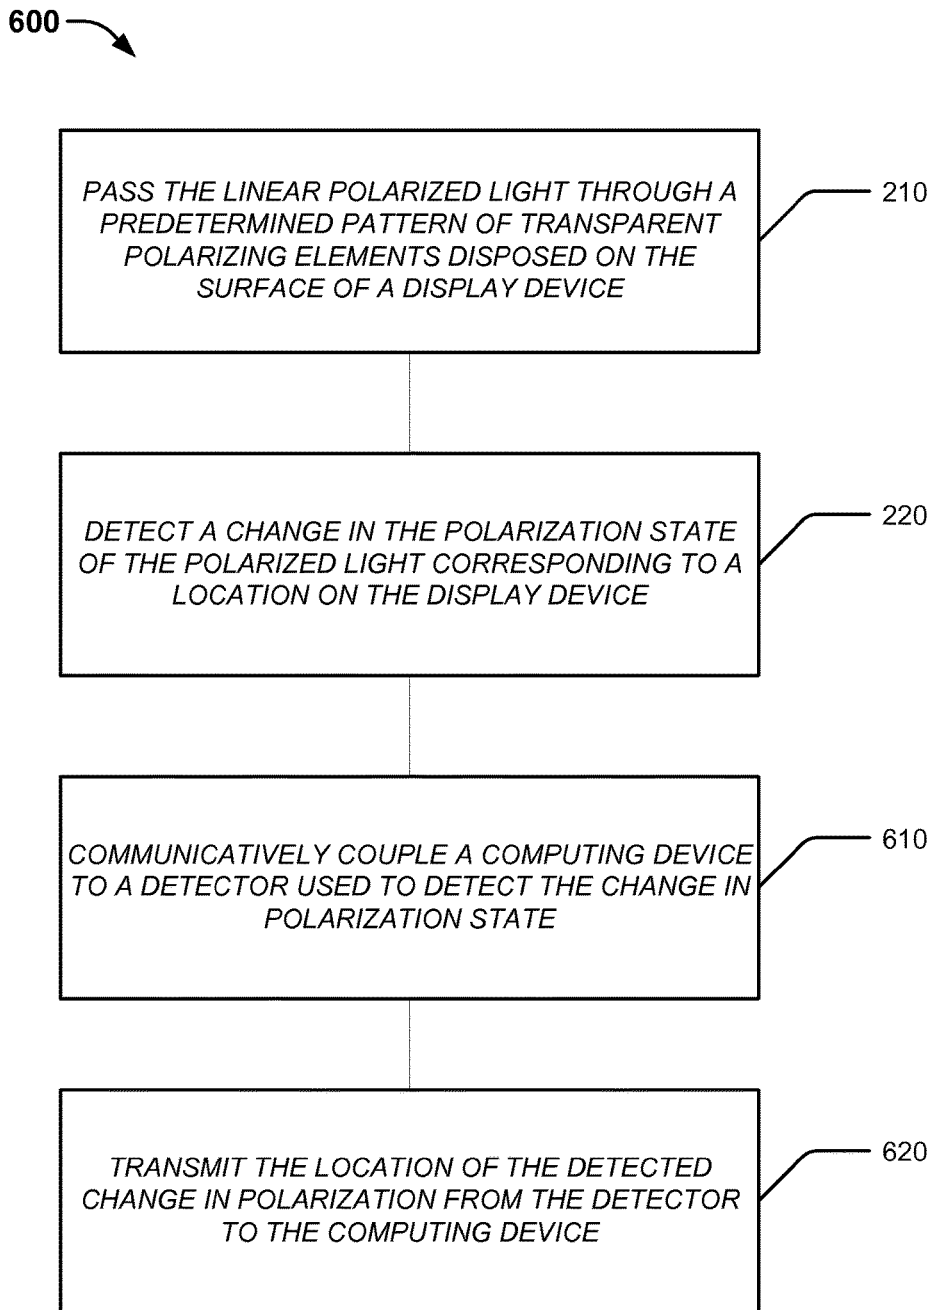 600
PASS THE LINEAR POLARIZED LIGHT THROUGH A
PREDETERMINED PATTERN OF TRANSPARENT
POLARIZING ELEMENTS DISPOSED ON THE
SURFACE OF A DISPLAY DEVICE
210
DETECT A CHANGE IN THE POLARIZATION STATE
OF THE POLARIZED LIGHT CORRESPONDING TO A
LOCATION ON THE DISPLAY DEVICE
220
COMMUNICATIVELY COUPLE A COMPUTING DEVICE
TO A DETECTOR USED TO DETECT THE CHANGE IN
POLARIZATION STATE
610
TRANSMIT THE LOCATION OF THE DETECTED
CHANGE IN POLARIZATION FROM THE DETECTOR
TO THE COMPUTING DEVICE
620